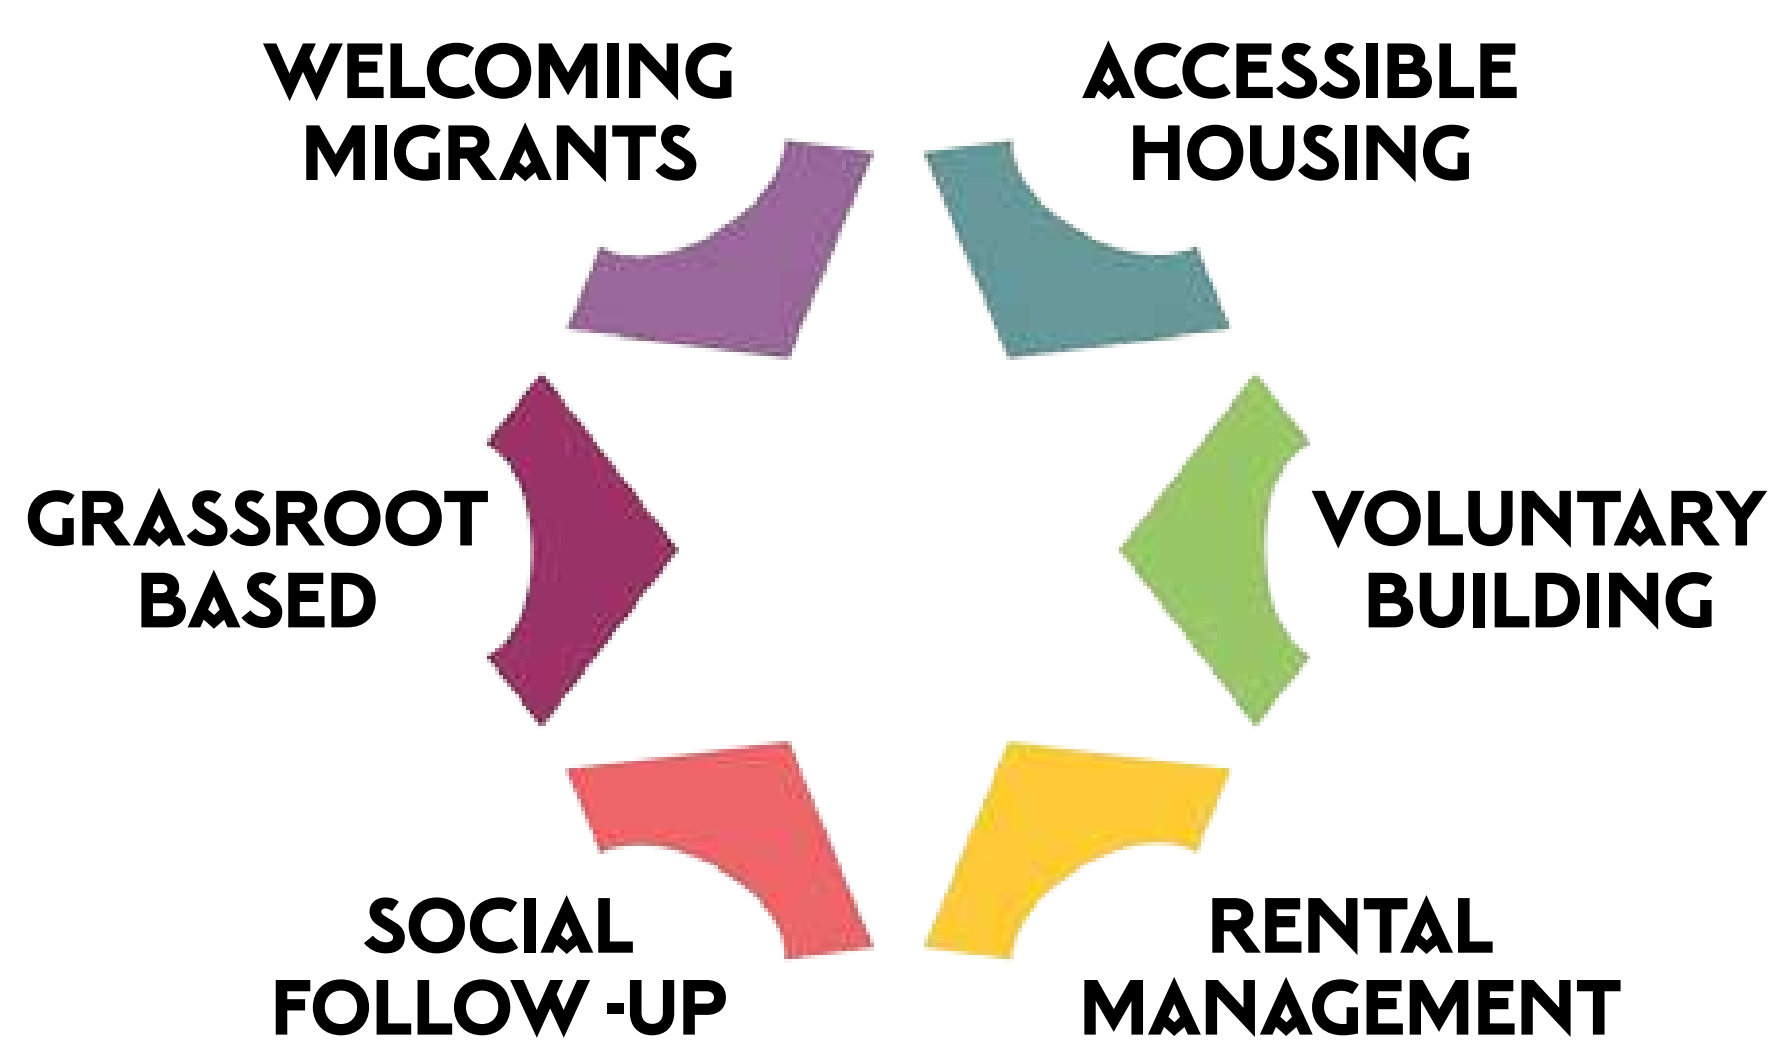 WELCOMING
MIGRANTS
ACCESSIBLE
HOUSING
GRASSROOT
BASED
VOLUNTARY
BUILDING
SOCIAL
FOLLOW -UP
RENTAL
MANAGEMENT